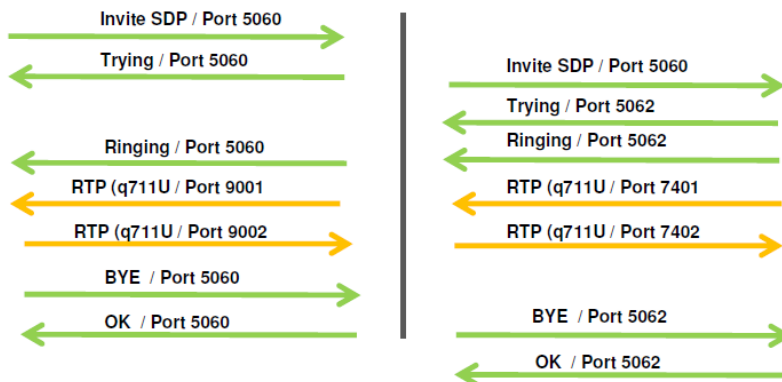 Invite SDP / Port 5060
Trying / Port 5060
Ringing / Port 5060
RTP (q711U / Port 9001
RTP (q711U / Port 9002
BYE / Port 5060
OK / Port 5060
Invite SDP / Port 5060
Trying / Port 5062
Ringing / Port 5062
RTP (q711U / Port 7401
RTP (q711U / Port 7402
BYE / Port 5062
OK / Port 5062